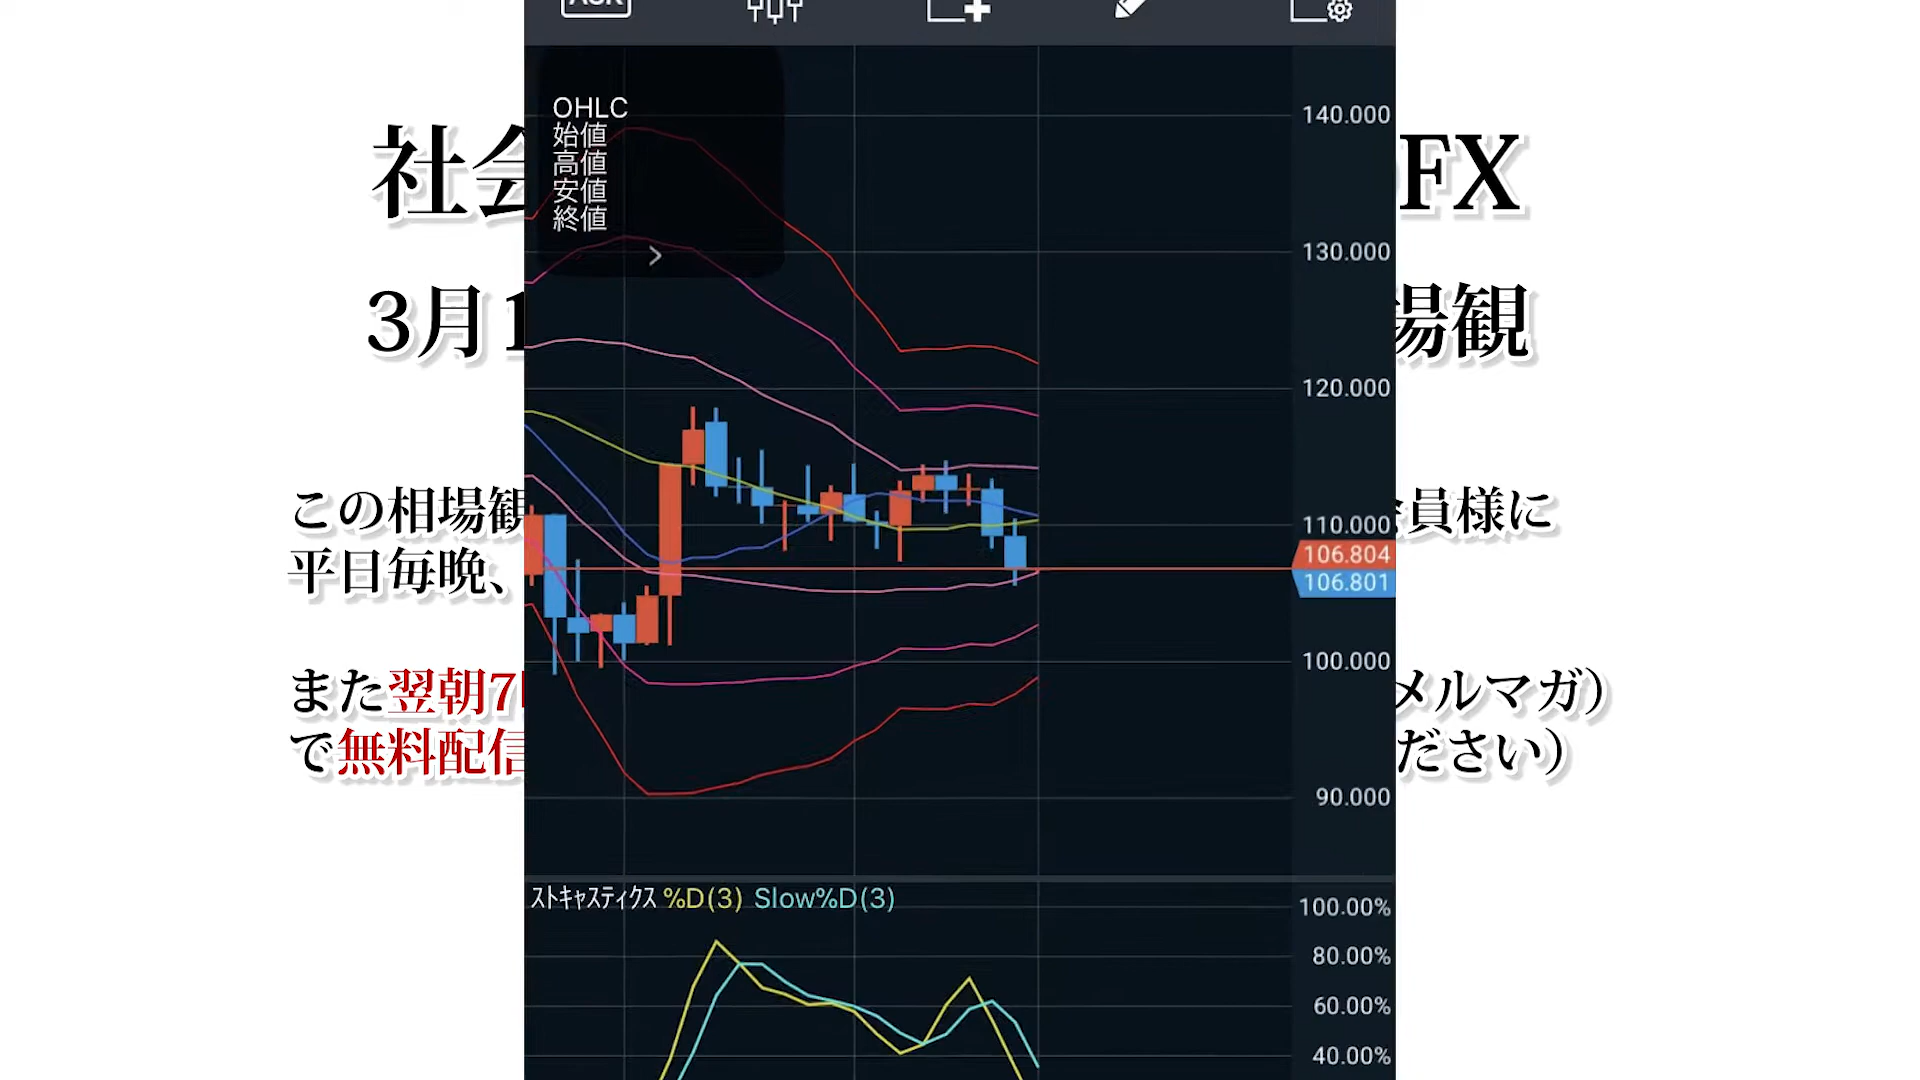 ASK
OHLC
始値
高値
安値
終値
140.000
130.000
120.000
110.000
106.804
106.801
100.000
90.000
ストキャスティクス %D(3) Slow%D(3)
100.00%
80.00%
60.00%
40.00%
社会 FX
3月1 場観
この相場観 会員様に
平日毎晩、
また翌朝7 メルマガ)
で無料配信 ださい)